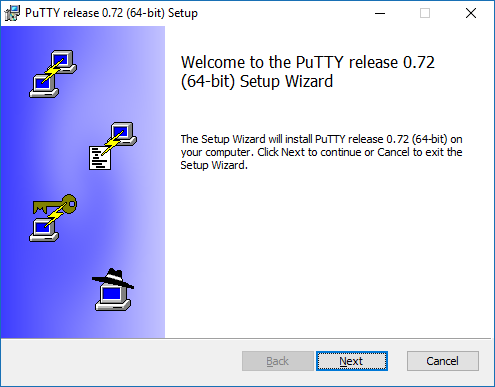 PuTTY release 0.72 (64-bit) Setup
Welcome to the PuTTY release 0.72
(64-bit) Setup Wizard
The Setup Wizard will install PuTTY release 0.72 (64-bit) on
your computer. Click Next to continue or Cancel to exit the
Setup Wizard.
Back Next Cancel